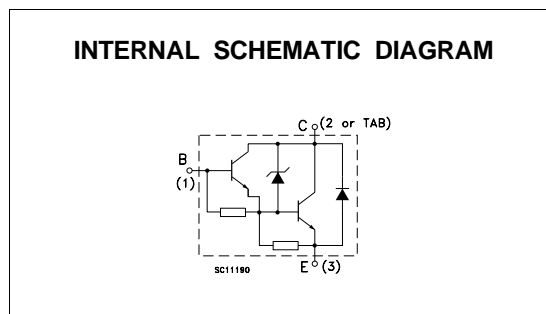 INTERNAL SCHEMATIC DIAGRAM
C (2 or TAB)
B
(1)
SC11190
E (3)